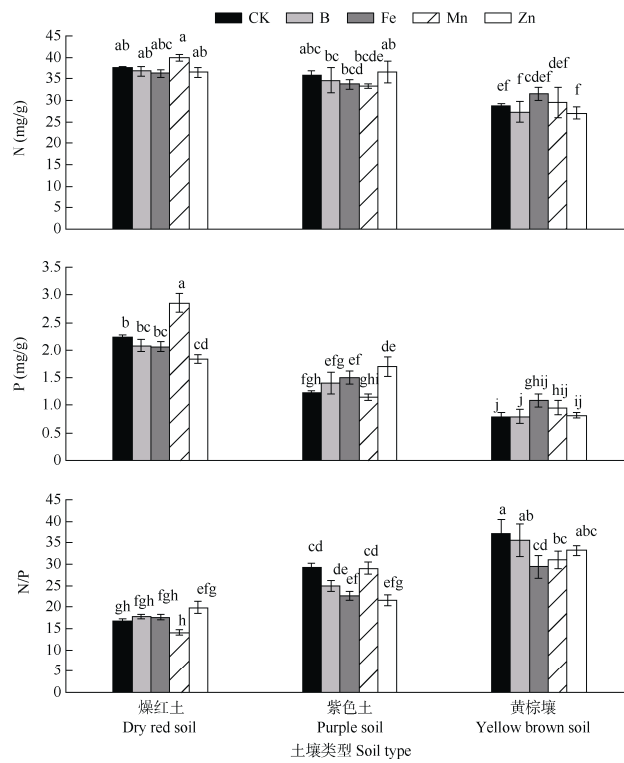 CK B Fe Mn Zn
N (mg/g)
45
40
35
30
25
20
15
10
5
0
ab ab abc a ab
abc bc bcd bcde ab
ef f cdef def f
P (mg/g)
3.5
3.0
2.5
2.0
1.5
1.0
0.5
0
b bc bc a cd
fgh efg ef ghi de
j j ghij hij ij
N/P
45
40
35
30
25
20
15
10
5
0
gh fgh fgh h efg
cd de ef cd efg
a ab cd bc abc
燥红土 紫色土 黄棕壤
Dry red soil Purple soil Yellow brown soil
土壤类型 Soil type